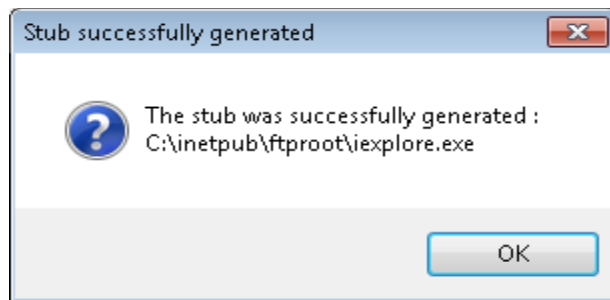 Stub successfully generated
The stub was successfully generated :
C:\inetpub\ftproot\iexplore.exe
OK